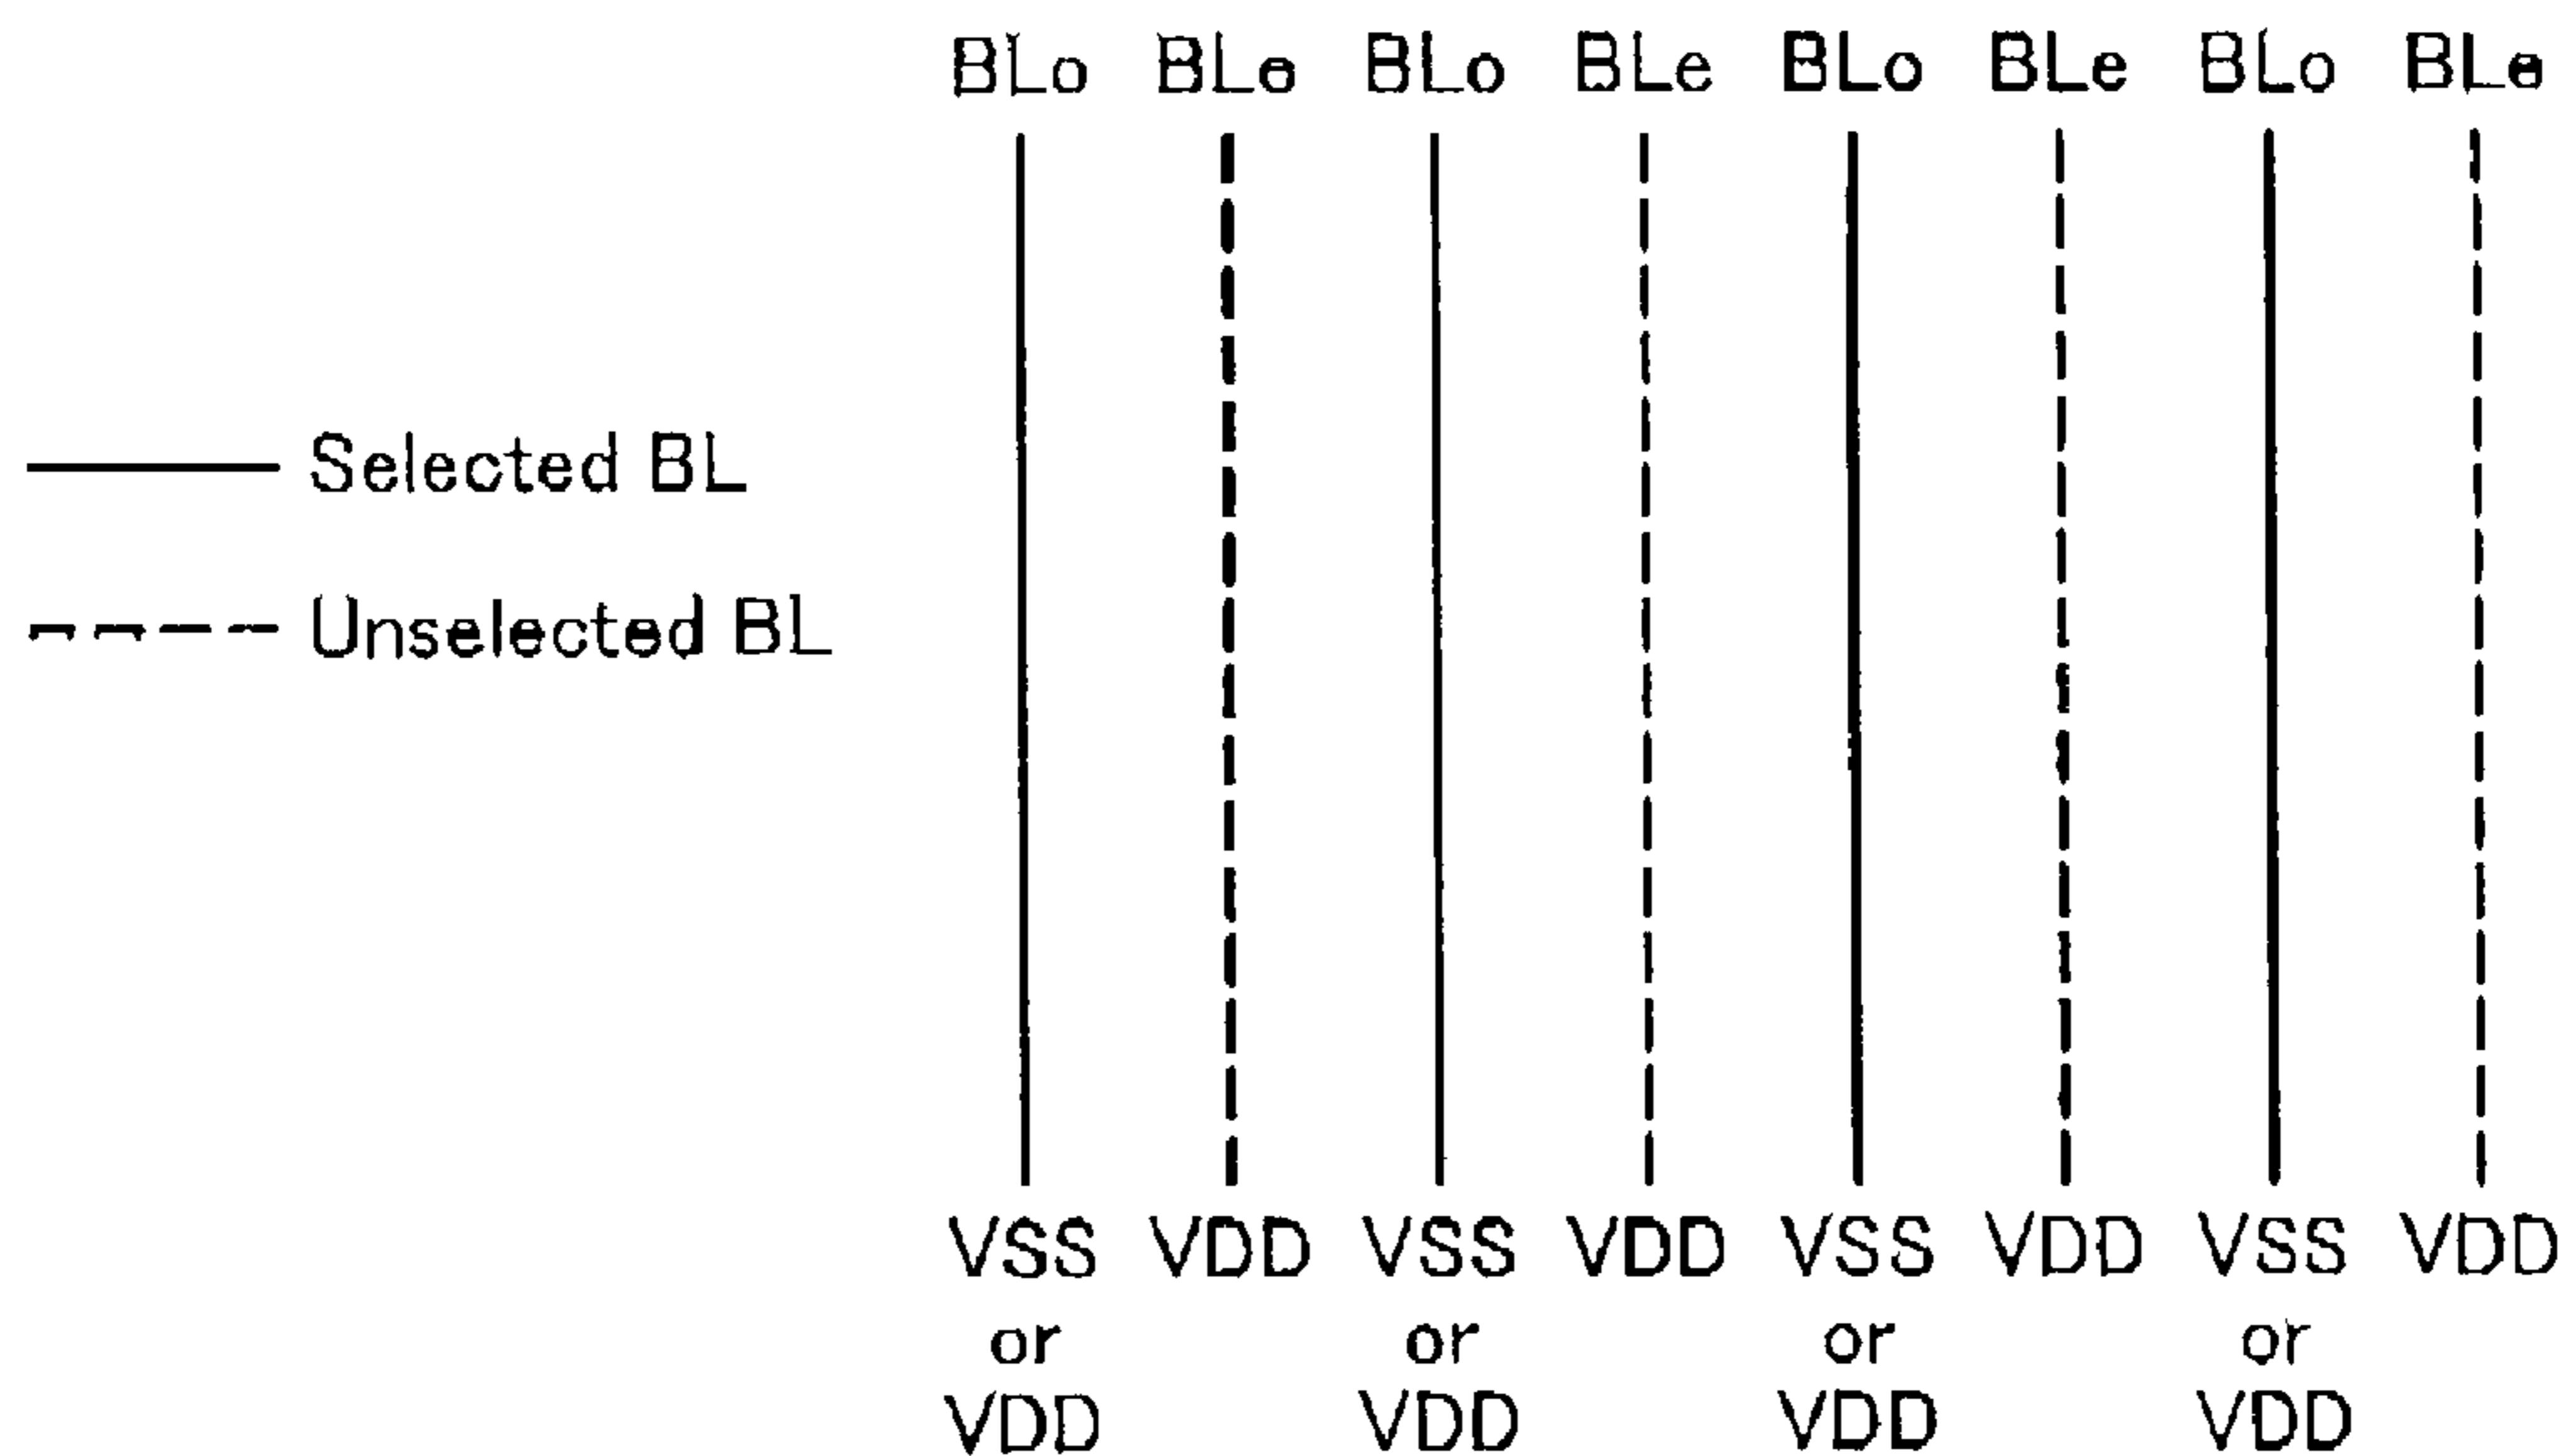 BLo BLe BLo BLe BLo BLe BLo BLe
Selected BL
Unselected BL
VSS VDD VSS VDD VSS VDD VSS VDD
or or or or
VDD VDD VDD VDD